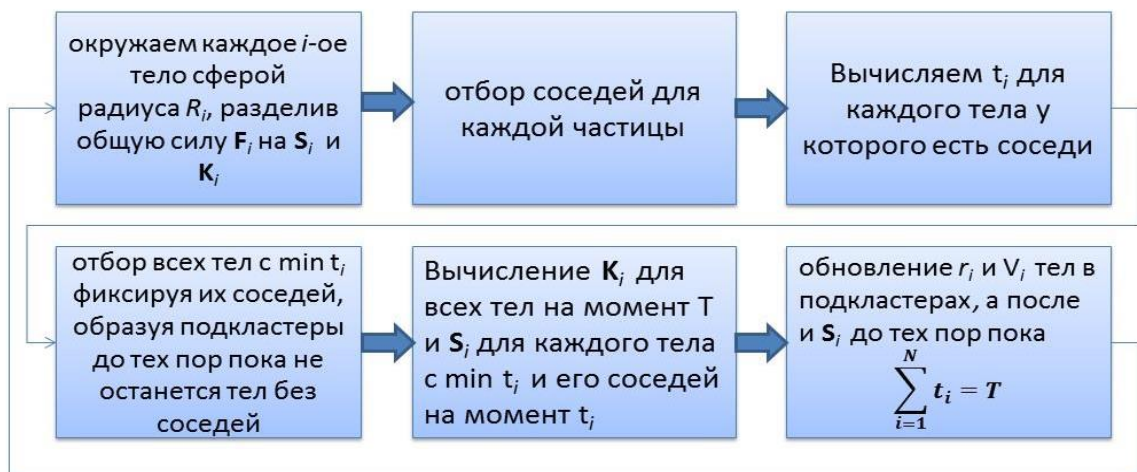 окружаем каждое i-ое
тело сферой
радиуса Rᵢ, разделив
общую силу Fᵢ на Sᵢ и
Kᵢ
отбор соседей для
каждой частицы
Вычисляем tᵢ для
каждого тела у
которого есть соседи
отбор всех тел с min tᵢ
фиксируя их соседей,
образуя подкластеры
до тех пор пока не
останется тел без
соседей
Вычисление Kᵢ для
всех тел на момент T
и Sᵢ для каждого тела
с min tᵢ и его соседей
на момент tᵢ
обновление rᵢ и Vᵢ тел в
подкластерах, а после
и Sᵢ до тех пор пока
N
∑ tᵢ = T
i=1